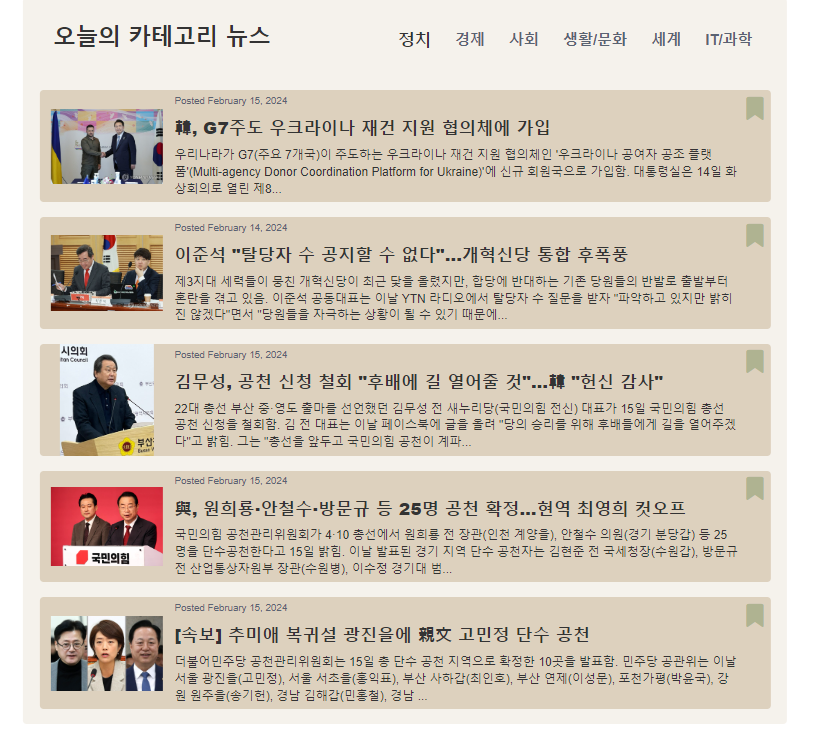 오늘의 카테고리 뉴스
정치 경제 사회 생활/문화 세계 IT/과학
Posted February 15, 2024
韓, G7주도 우크라이나 재건 지원 협의체에 가입
우리나라가 G7(주요 7개국)이 주도하는 우크라이나 재건 지원 협의체인 '우크라이나 공여자 공조 플랫
폼'(Multi-agency Donor Coordination Platform for Ukraine)'에 신규 회원국으로 가입함. 대통령실은 14일 화
상회의로 열린 제8...
Posted February 14, 2024
이준석 "탈당자 수 공지할 수 없다"...개혁신당 통합 후폭풍
제3지대 세력들이 뭉친 개혁신당이 최근 닻을 올렸지만, 합당에 반대하는 기존 당원들의 반발로 출발부터
혼란을 겪고 있음. 이준석 공동대표는 이날 YTN 라디오에서 탈당자 수 질문을 받자 "파악하고 있지만 밝히
진 않겠다"면서 "당원들을 자극하는 상황이 될 수 있기 때문에...
시의회
Posted February 15, 2024
김무성, 공천 신청 철회 "후배에 길 열어줄 것"...韓 "헌신 감사"
22대 총선 부산 중·영도 출마를 선언했던 김무성 전 새누리당(국민의힘 전신) 대표가 15일 국민의힘 총선
공천 신청을 철회함. 김 전 대표는 이날 페이스북에 글을 올려 "당의 승리를 위해 후배들에게 길을 열어주겠
다"고 밝힘. 그는 "총선을 앞두고 국민의힘 공천이 계파...
Posted February 15, 2024
與, 원희룡·안철수·방문규 등 25명 공천 확정...현역 최영희 컷오프
국민의힘 공천관리위원회가 4·10 총선에서 원희룡 전 장관(인천 계양을), 안철수 의원(경기 분당갑) 등 25
명을 단수공천한다고 15일 밝힘. 이날 발표된 경기 지역 단수 공천자는 김현준 전 국세청장(수원갑), 방문규
전 산업통상자원부 장관(수원병), 이수정 경기대 범...
국민의힘
Posted February 15, 2024
[속보] 추미애 복귀설 광진을에 親文 고민정 단수 공천
더불어민주당 공천관리위원회는 15일 총 단수 공천 지역으로 확정한 10곳을 발표함. 민주당 공관위는 이날
서울 광진을(고민정), 서울 서초을(홍익표), 부산 사하갑(최인호), 부산 연제(이성문), 포천가평(박윤국), 강
원 원주을(송기헌), 경남 김해갑(민홍철), 경남 ...